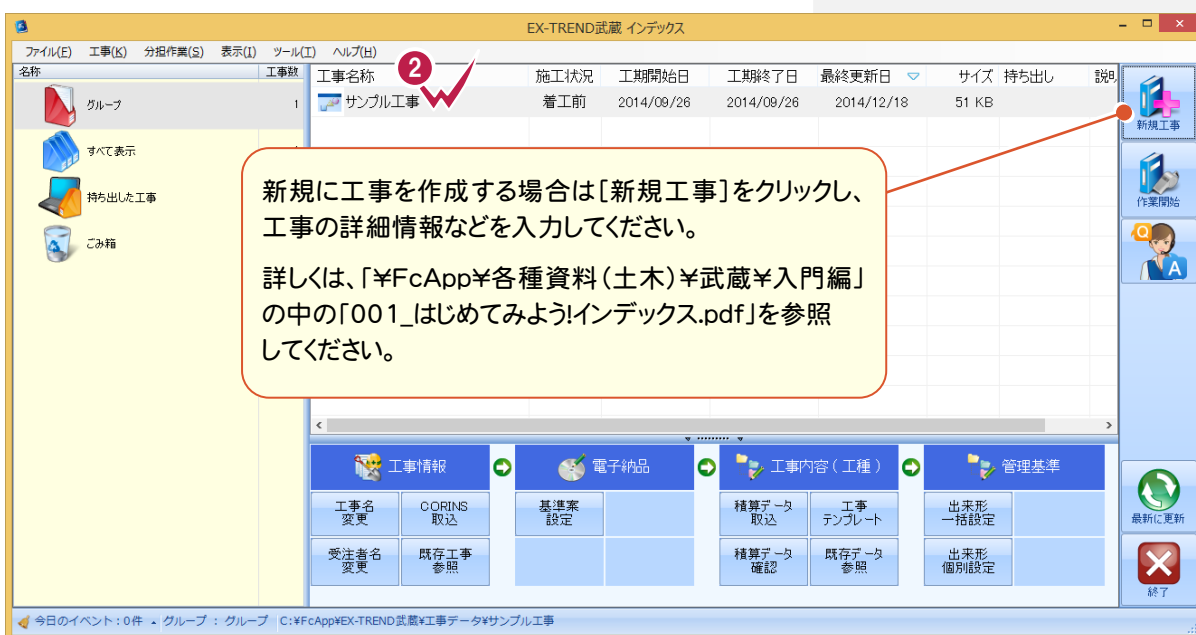 EX-TREND武蔵 インデックス
ファイル(F) 工事(K) 分担作業(S) 表示(I) ツール(T) ヘルプ(H)
名称 工事数
グループ 1
すべて表示
持ち出した工事
ごみ箱
工事名称 施工状況 工期開始日 工期終了日 最終更新日 サイズ 持ち出し 説明
2
サンプル工事 着工前 2014/09/26 2014/09/26 2014/12/18 51 KB
新規に工事を作成する場合は[新規工事]をクリックし、
工事の詳細情報などを入力してください。
詳しくは、「¥FcApp¥各種資料(土木)¥武蔵¥入門編」
の中の「001_はじめてみよう!インデックス.pdf」を参照
してください。
新規工事
作業開始
Q
A
最新に更新
終了
工事情報 電子納品 工事内容(工種) 管理基準
工事名
変更
CORINS
取込
基準案
設定
積算データ
取込
工事
テンプレート
出来形
一括設定
受注者名
変更
既存工事
参照
積算データ
確認
既存データ
参照
出来形
個別設定
今日のイベント:0件 グループ : グループ C:¥FcApp¥EX-TREND武蔵¥工事データ¥サンプル工事